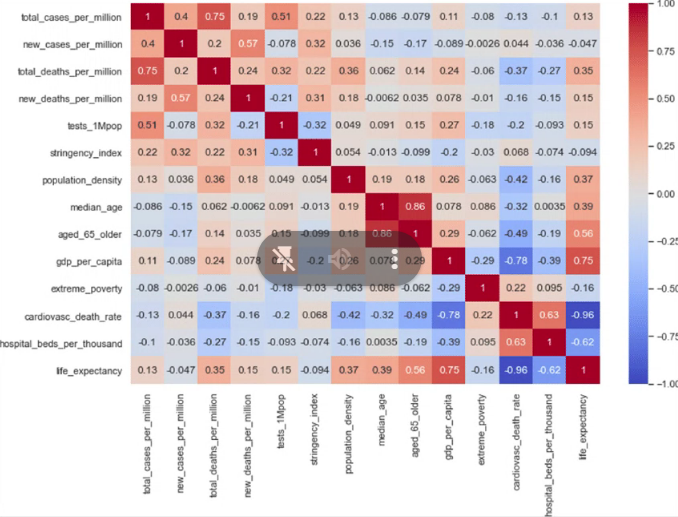 total_cases_per_million 1 0.4 0.75 0.19 0.51 0.22 0.13 -0.086 -0.079 0.11 -0.08 -0.13 -0.1 0.13
new_cases_per_million 0.4 1 0.2 0.57 -0.078 0.32 0.036 -0.15 -0.17 -0.089 -0.0026 0.044 -0.036 -0.047
total_deaths_per_million 0.75 0.2 1 0.24 0.32 0.22 0.36 0.062 0.14 0.24 -0.06 -0.37 -0.27 0.35
new_deaths_per_million 0.19 0.57 0.24 1 -0.21 0.31 0.18 -0.0062 0.035 0.078 -0.01 -0.16 -0.15 0.15
tests_1Mpop 0.51 -0.078 0.32 -0.21 1 -0.32 0.049 0.091 0.15 0.27 -0.18 -0.2 -0.093 0.15
stringency_index 0.22 0.32 0.22 0.31 -0.32 1 0.054 -0.013 -0.099 -0.2 -0.03 0.068 -0.074 -0.094
population_density 0.13 0.036 0.36 0.18 0.049 0.054 1 0.19 0.18 0.26 -0.063 -0.42 -0.16 0.37
median_age -0.086 -0.15 0.062 -0.0062 0.091 -0.013 0.19 1 0.86 0.078 0.086 -0.32 0.0035 0.39
aged_65_older -0.079 -0.17 0.14 0.035 0.15 -0.099 0.18 0.86 1 0.29 -0.062 -0.49 -0.19 0.56
gdp_per_capita 0.11 -0.089 0.24 0.078 -0.2 0.26 0.078 0.29 1 -0.29 -0.78 -0.39 0.75
extreme_poverty -0.08 -0.0026 -0.06 -0.01 -0.18 -0.03 -0.063 0.086 -0.062 -0.29 1 0.22 0.095 -0.16
cardiovasc_death_rate -0.13 0.044 -0.37 -0.16 -0.2 0.068 -0.42 -0.32 -0.49 -0.78 0.22 1 0.63 -0.96
hospital_beds_per_thousand -0.1 -0.036 -0.27 -0.15 -0.093 -0.074 -0.16 0.0035 -0.19 -0.39 0.095 0.63 1 -0.62
life_expectancy 0.13 -0.047 0.35 0.15 0.15 -0.094 0.37 0.39 0.56 0.75 -0.16 -0.96 -0.62 1
total_cases_per_million
new_cases_per_million
total_deaths_per_million
new_deaths_per_million
tests_1Mpop
stringency_index
population_density
median_age
aged_65_older
gdp_per_capita
extreme_poverty
cardiovasc_death_rate
hospital_beds_per_thousand
life_expectancy
1.00
0.75
0.50
0.25
0.00
-0.25
-0.50
-0.75
-1.00